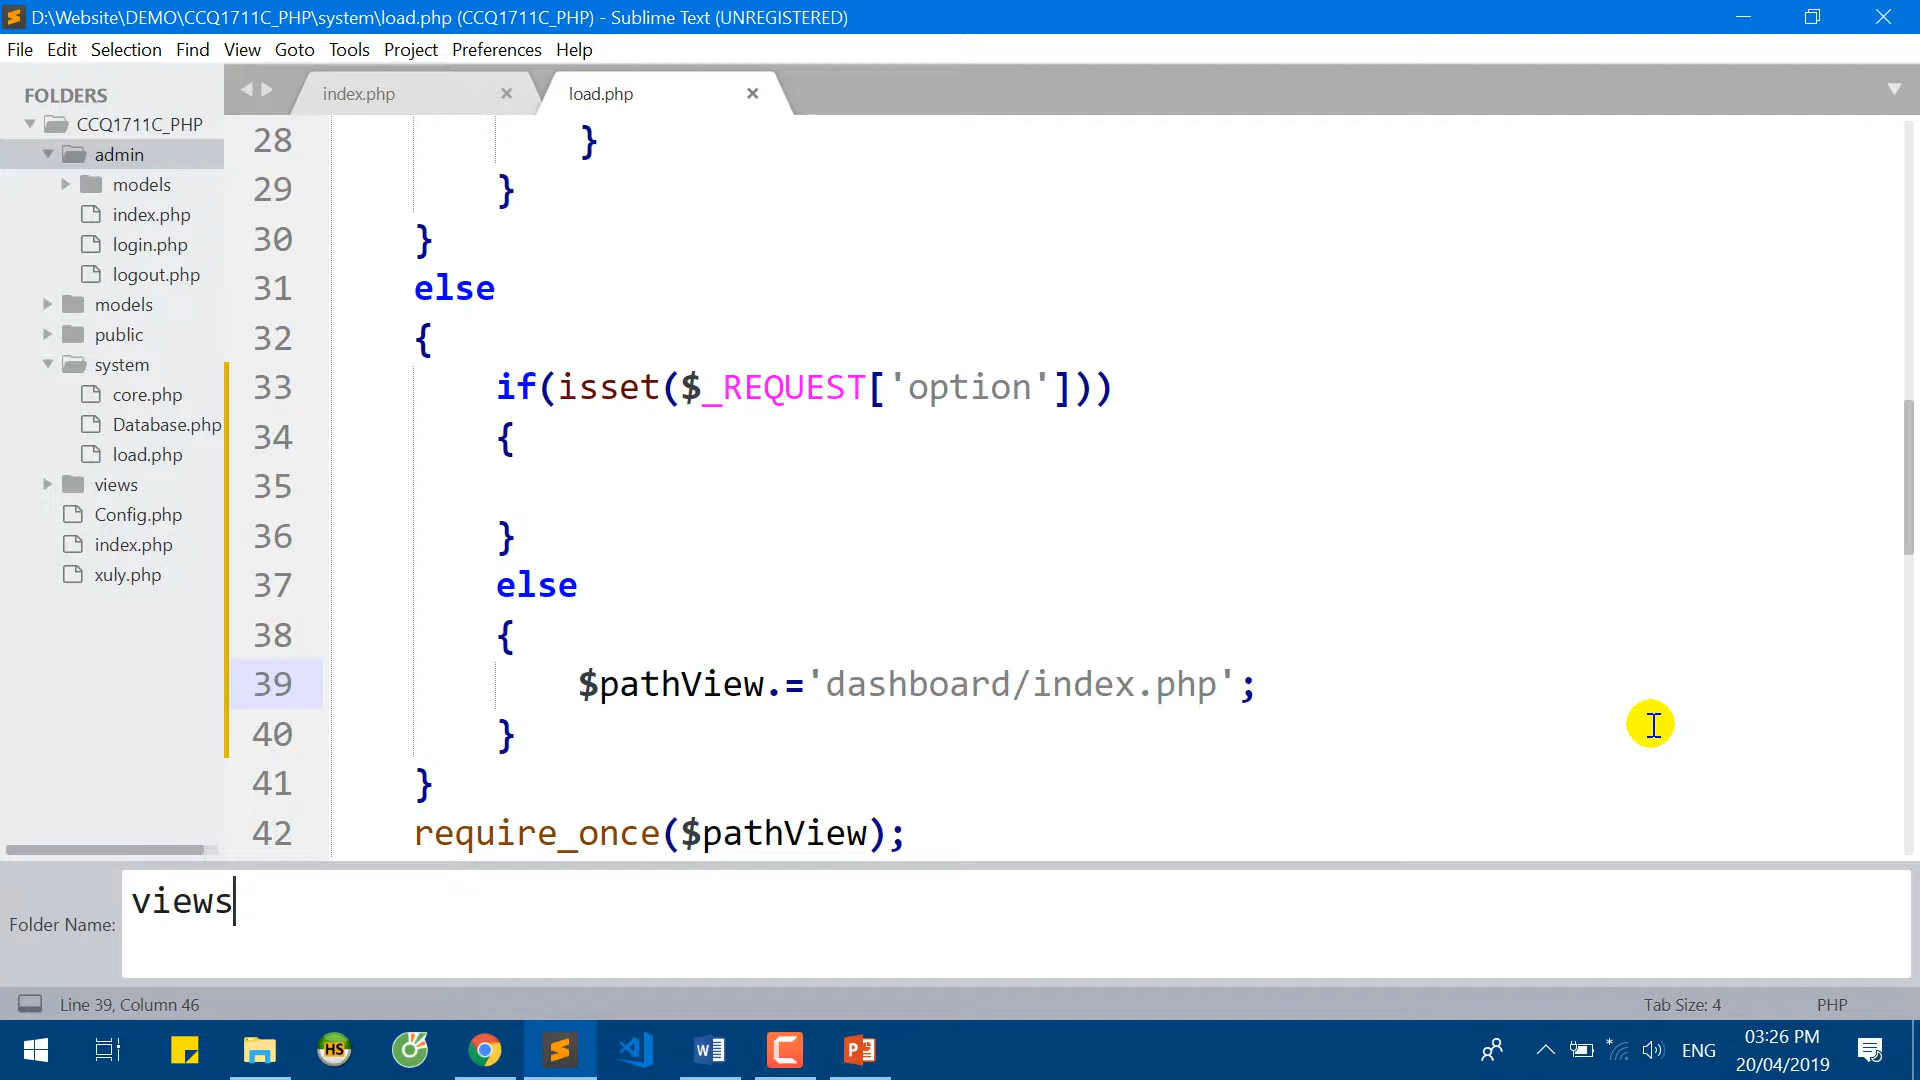 D:\Website\DEMO\CCQ1711C_PHP\system\load.php (CCQ1711C_PHP) - Sublime Text (UNREGISTERED)
File Edit Selection Find View Goto Tools Project Preferences Help
FOLDERS
CCQ1711C_PHP
admin
models
index.php
login.php
logout.php
models
public
system
core.php
Database.php
load.php
views
Config.php
index.php
xuly.php
index.php
load.php
28 }
29 }
30 }
31 else
32 {
33 if(isset($_REQUEST['option']))
34 {
35
36 }
37 else
38 {
39 $pathView.='dashboard/index.php';
40 }
41 }
42 require_once($pathView);
Folder Name: views
Line 39, Column 46
Tab Size: 4
PHP
HS
ENG
03:26 PM
20/04/2019